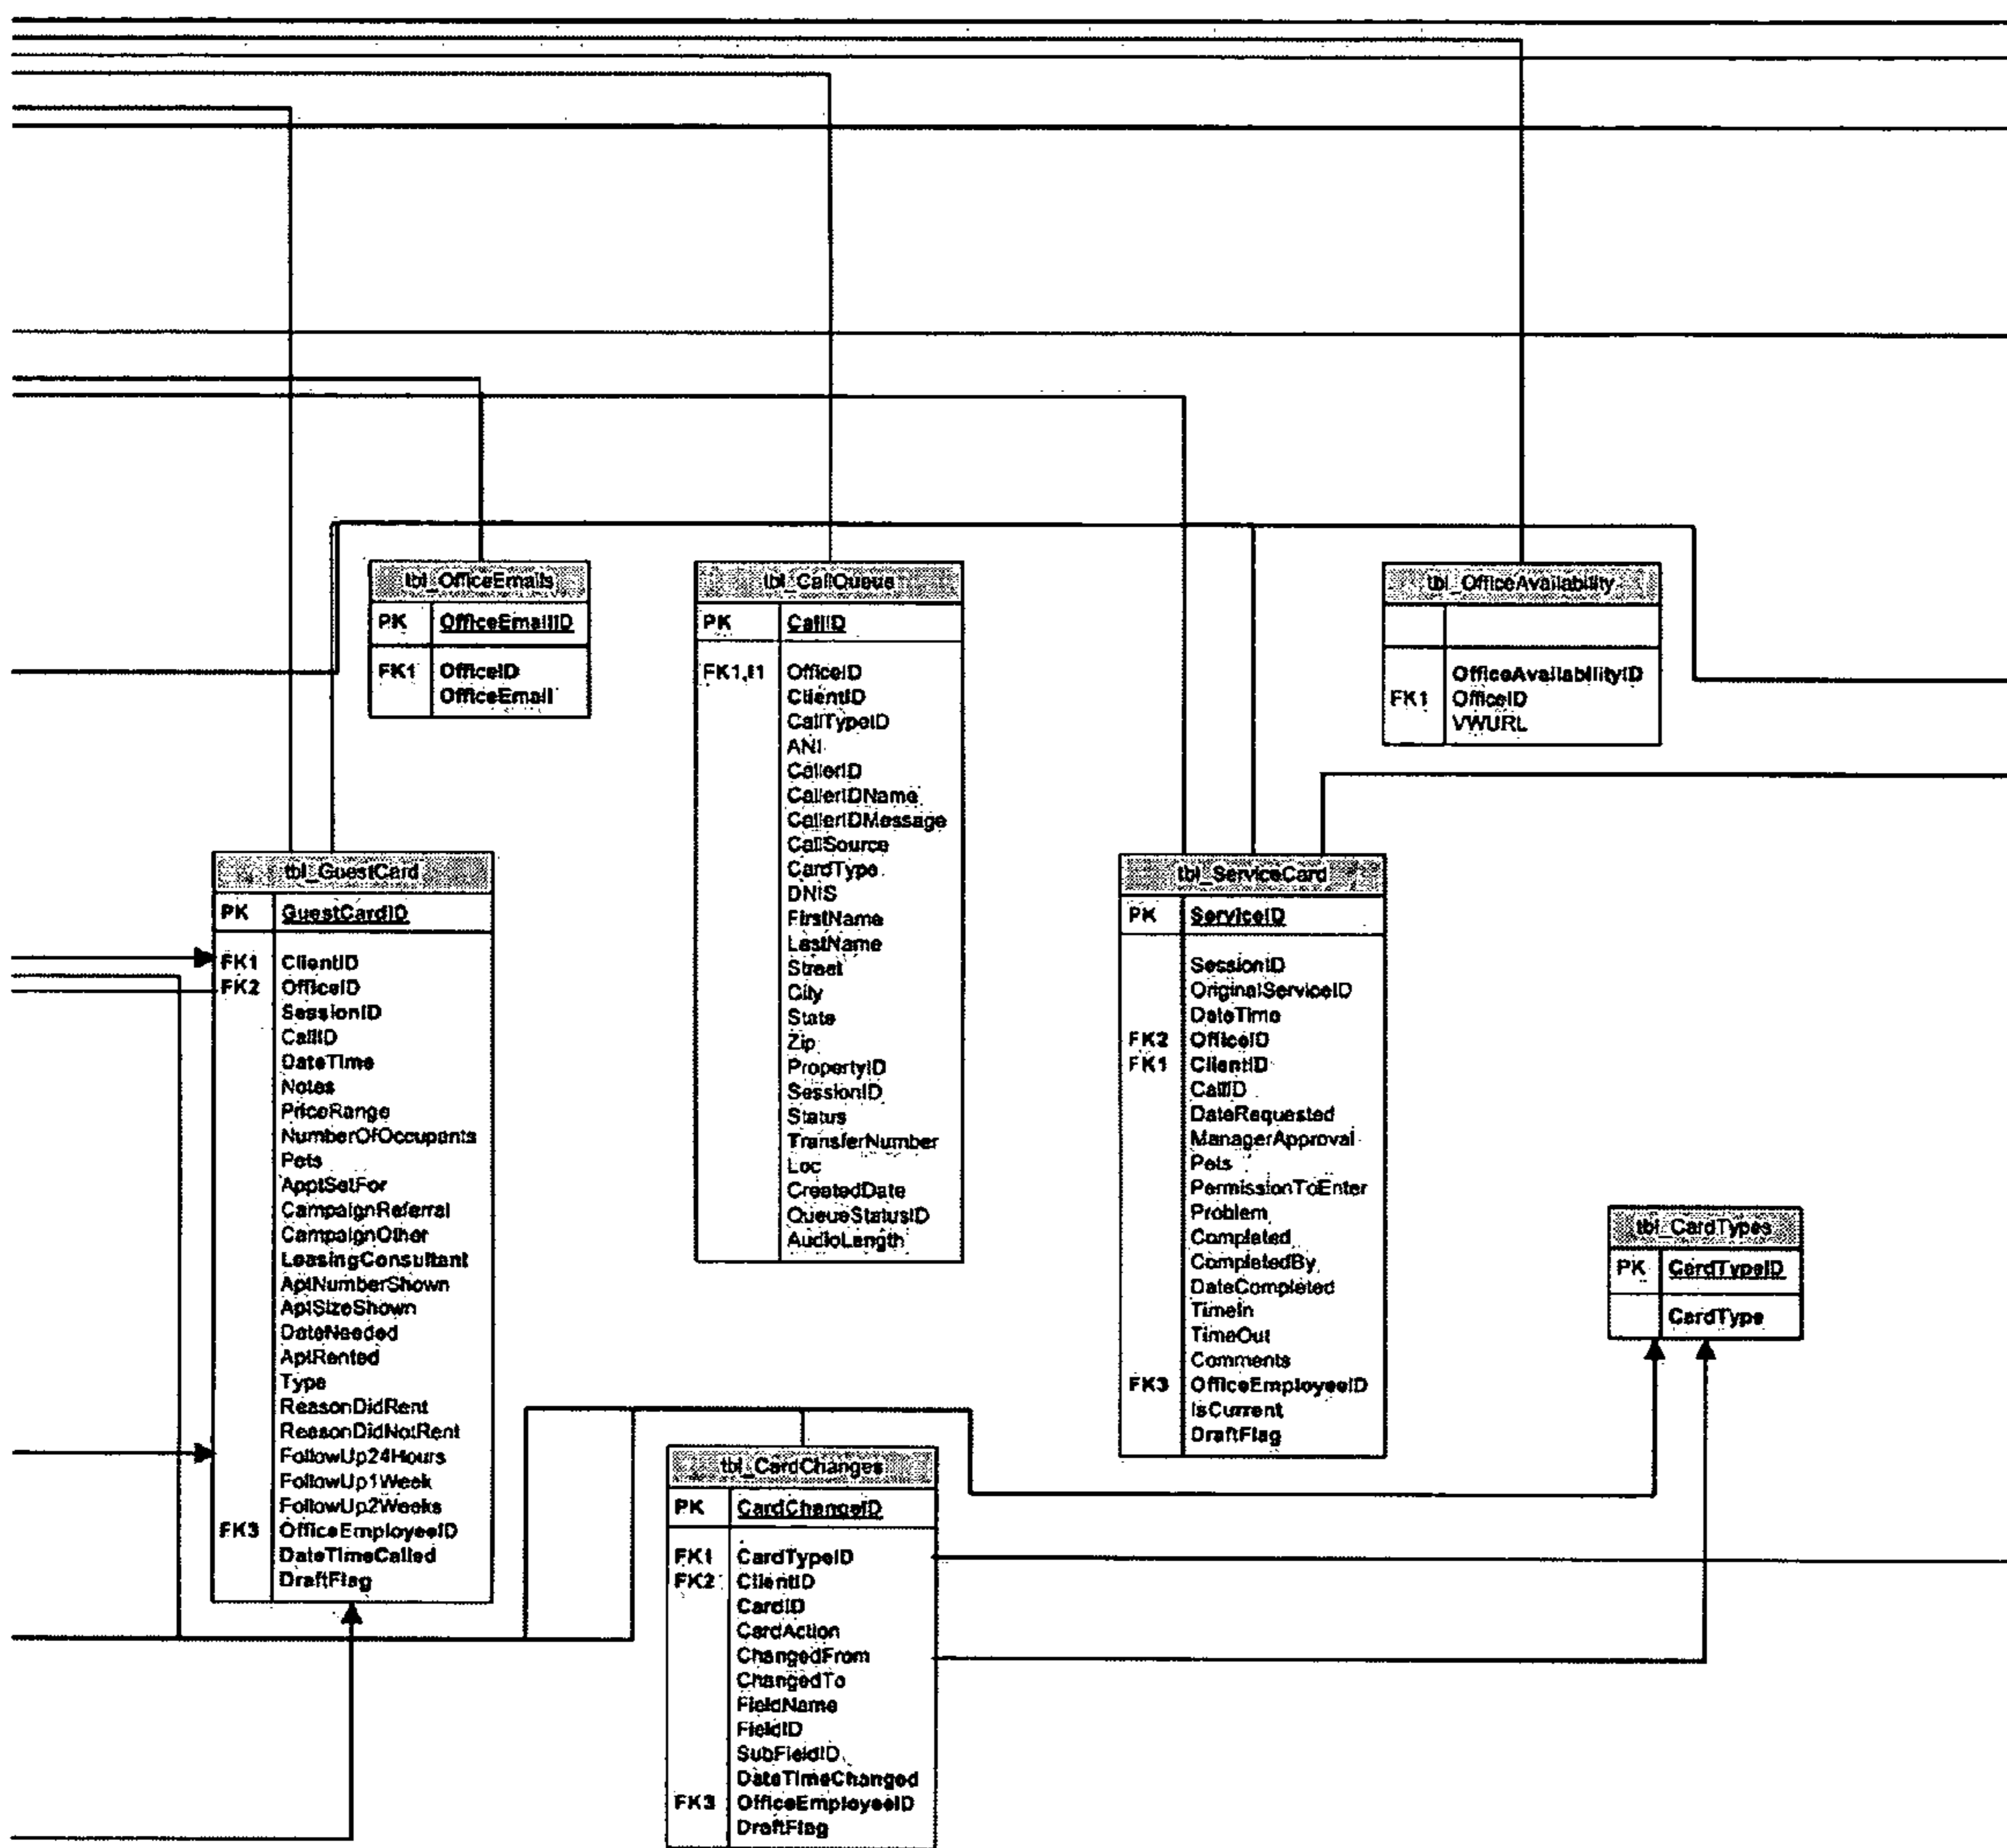 tbl_OfficeEmails
PK OfficeEmailID
FK1 OfficeID
OfficeEmail
tbl_CallQueue
PK CallID
FK1,I1 OfficeID
ClientID
CallTypeID
ANI
CallerID
CallerIDName
CallerIDMessage
CallSource
CardType
DNIS
FirstName
LastName
Street
City
State
Zip
PropertyID
SessionID
Status
TransferNumber
Loc
CreatedDate
QueueStatusID
AudioLength
tbl_OfficeAvailability
OfficeAvailabilityID
FK1 OfficeID
VWURL
tbl_GuestCard
PK GuestCardID
FK1 ClientID
FK2 OfficeID
SessionID
CallID
DateTime
Notes
PriceRange
NumberOfOccupants
Pets
ApptSetFor
CampaignReferral
CampaignOther
LeasingConsultant
AptNumberShown
AptSizeShown
DateNeeded
AptRented
Type
ReasonDidRent
ReasonDidNotRent
FollowUp24Hours
FollowUp1Week
FollowUp2Weeks
FK3 OfficeEmployeeID
DateTimeCalled
DraftFlag
tbl_ServiceCard
PK ServiceID
SessionID
OriginalServiceID
DateTime
FK2 OfficeID
FK1 ClientID
CallID
DateRequested
ManagerApproval
Pets
PermissionToEnter
Problem
Completed
CompletedBy
DateCompleted
TimeIn
TimeOut
Comments
FK3 OfficeEmployeeID
IsCurrent
DraftFlag
tbl_CardTypes
PK CardTypeID
CardType
tbl_CardChanges
PK CardChangeID
FK1 CardTypeID
FK2 ClientID
CardID
CardAction
ChangedFrom
ChangedTo
FieldName
FieldID
SubFieldID
DateTimeChanged
FK3 OfficeEmployeeID
DraftFlag